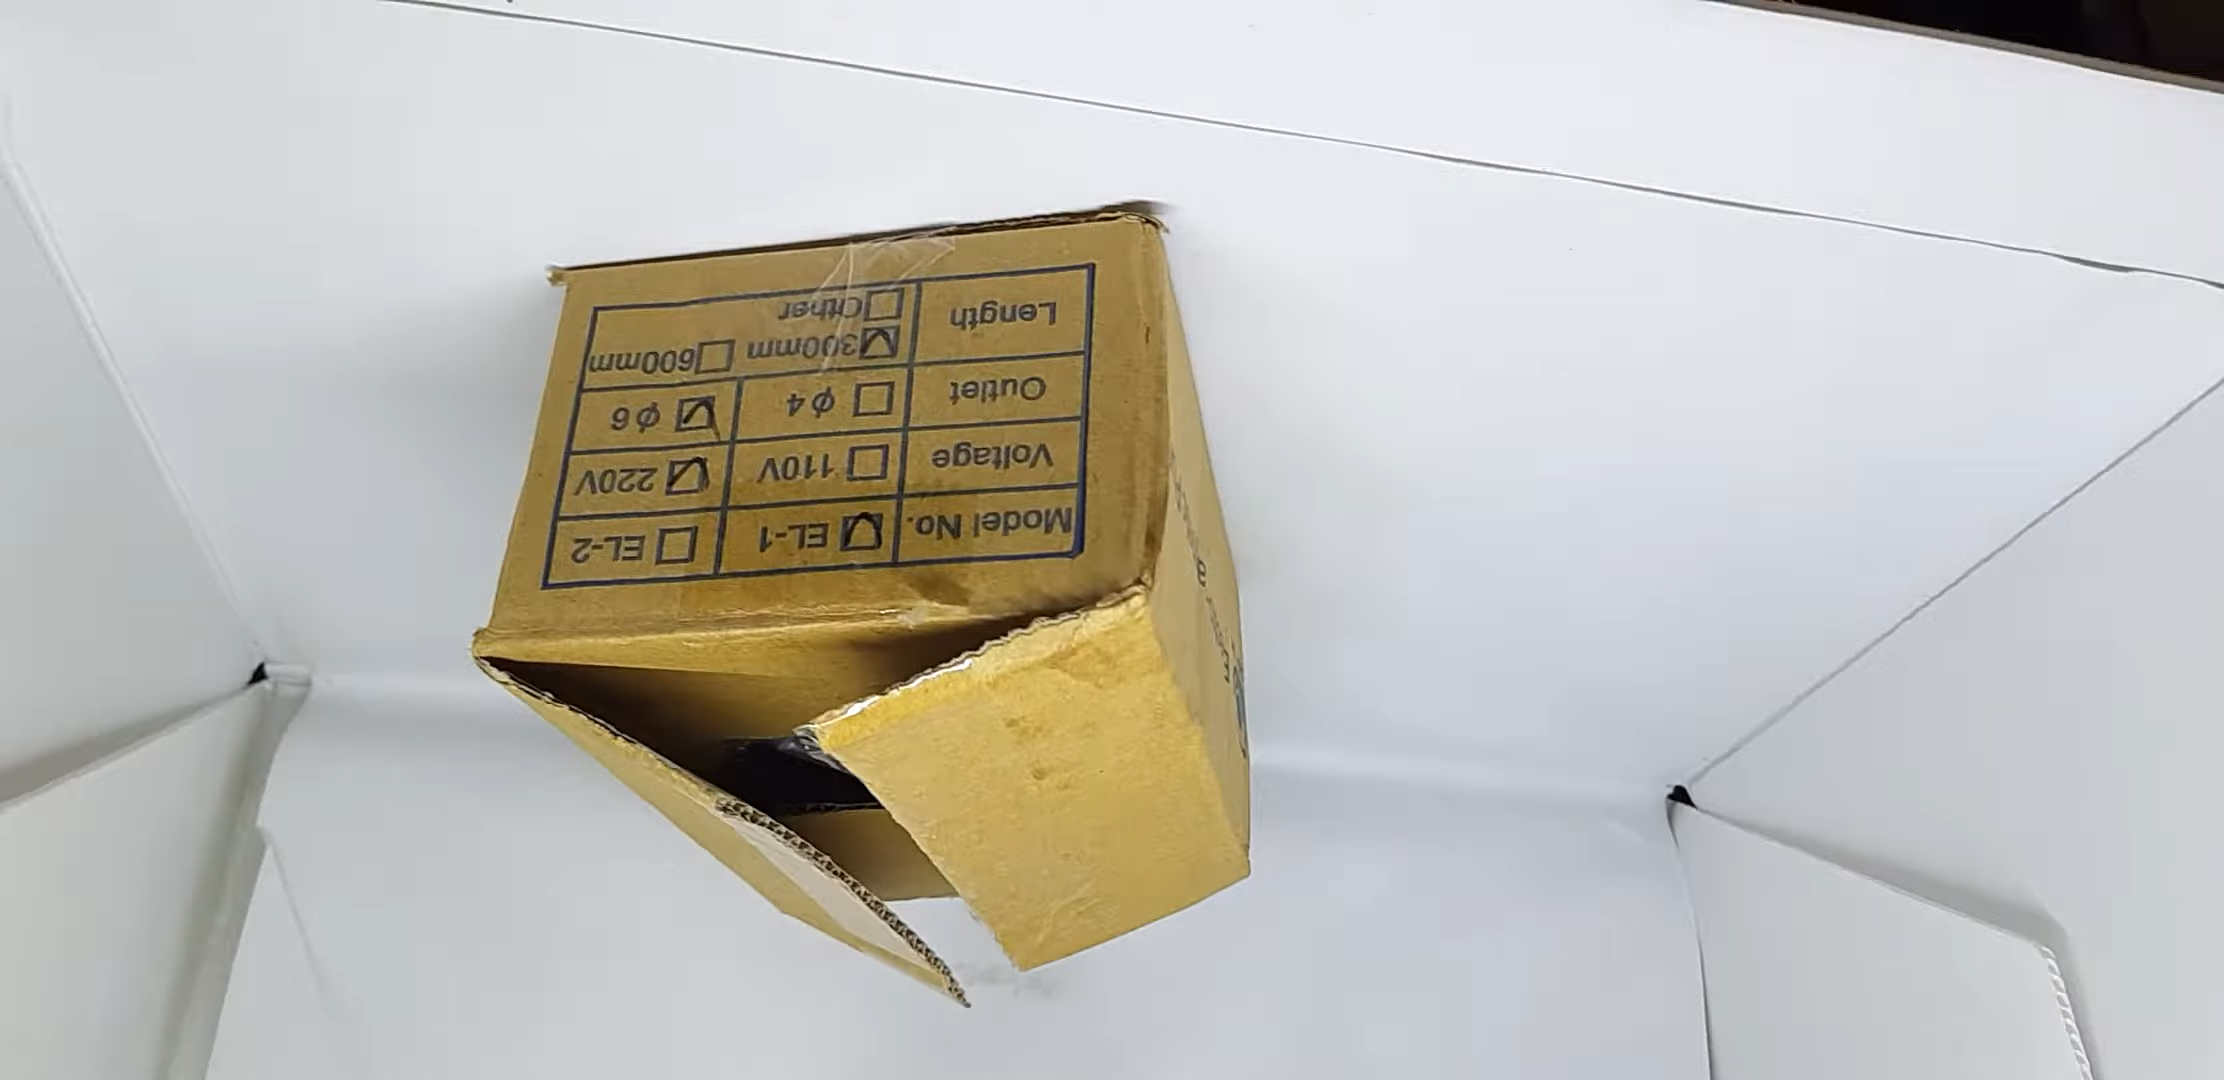 Model No. ☑EL-1 ☐EL-2
Voltage ☐110V ☑220V
Outlet ☐φ4 ☑φ6
Length ☑300mm ☐600mm
☐Other